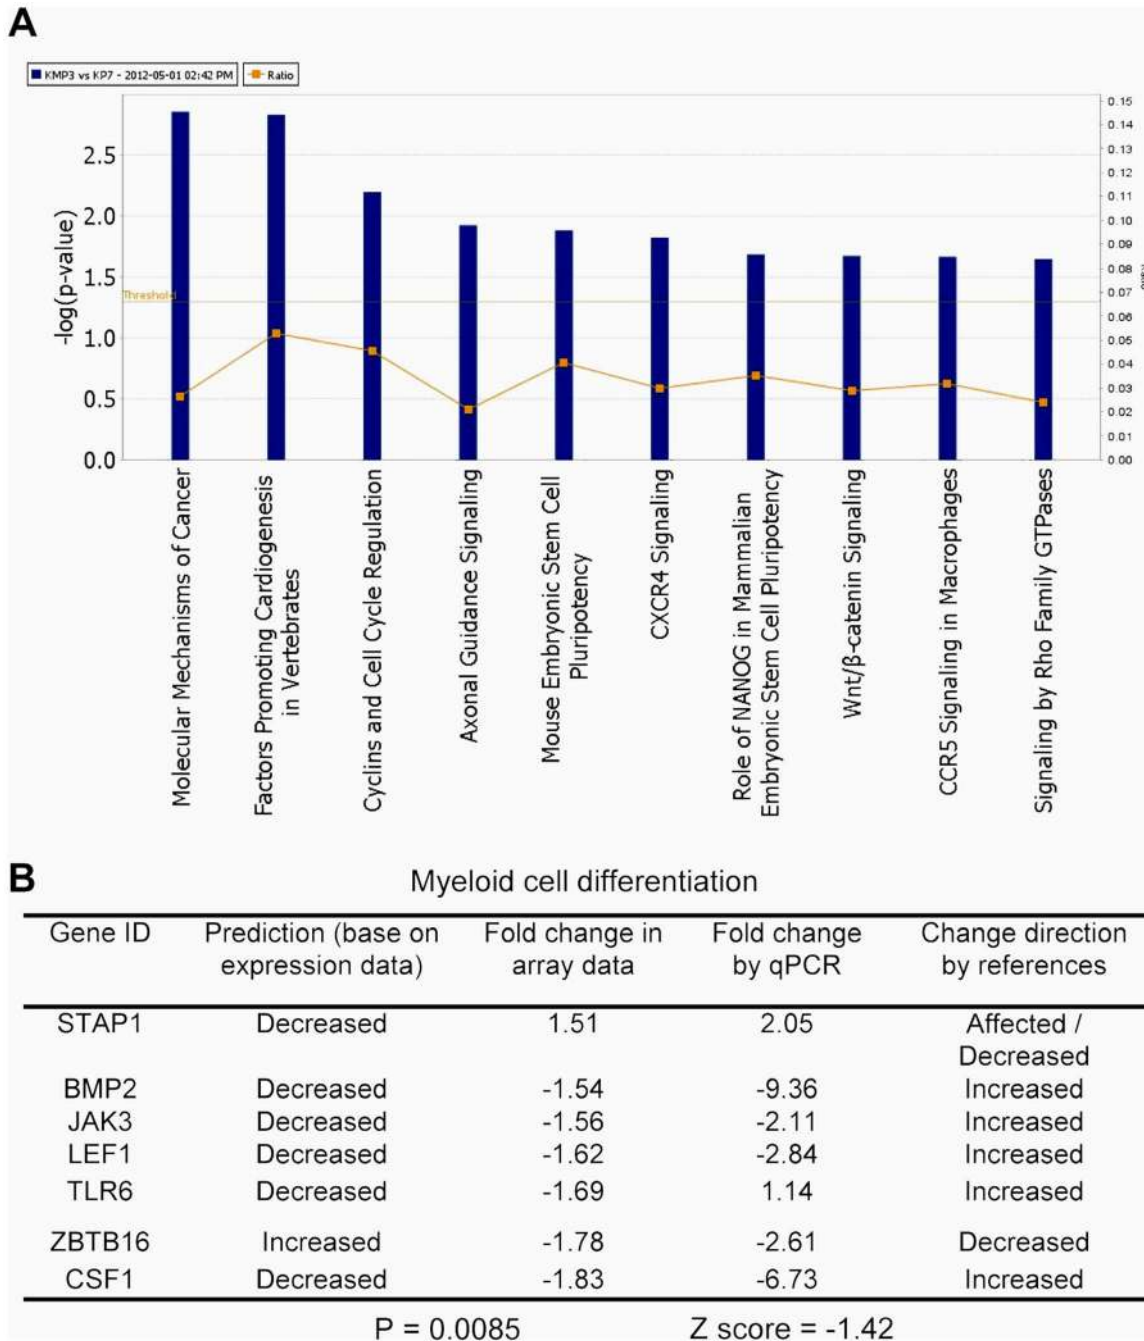 A
KMP3 vs KP7 - 2012-05-01 02:42 PM
Ratio
-log(p-value)
2.5
2.0
1.5
1.0
0.5
0.0
Threshold
0.15
0.14
0.13
0.12
0.11
0.10
0.09
0.08
0.07
0.06
0.05
0.04
0.03
0.02
0.01
0.00
Ratio
Molecular Mechanisms of Cancer
Factors Promoting Cardiogenesis
in Vertebrates
Cyclins and Cell Cycle Regulation
Axonal Guidance Signaling
Mouse Embryonic Stem Cell
Pluripotency
CXCR4 Signaling
Role of NANOG in Mammalian
Embryonic Stem Cell Pluripotency
Wnt/β-catenin Signaling
CCR5 Signaling in Macrophages
Signaling by Rho Family GTPases
B
Myeloid cell differentiation
Gene ID Prediction (base on Fold change in Fold change Change direction
expression data) array data by qPCR by references
STAP1 Decreased 1.51 2.05 Affected /
Decreased
BMP2 Decreased -1.54 -9.36 Increased
JAK3 Decreased -1.56 -2.11 Increased
LEF1 Decreased -1.62 -2.84 Increased
TLR6 Decreased -1.69 1.14 Increased
ZBTB16 Increased -1.78 -2.61 Decreased
CSF1 Decreased -1.83 -6.73 Increased
P = 0.0085 Z score = -1.42